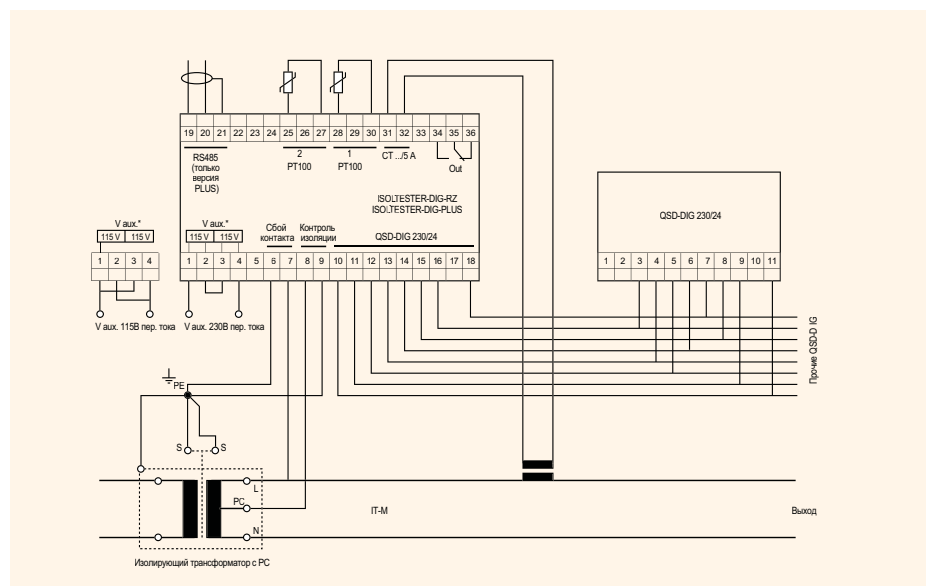 19 20 21 22 23 24 25 26 27 28 29 30 31 32 33 34 35 36
RS485
(только
версия
PLUS)
2
PT100
1
PT100
CT .../5 A
Out
ISOLTESTER-DIG-RZ
ISOLTESTER-DIG-PLUS
QSD-DIG 230/24
V aux.*
115 V 115 V
V aux.*
115 V 115 V
Сбой
контакта
Контроль
изоляции
QSD-DIG 230/24
1 2 3 4
1 2 3 4 5 6 7 8 9 10 11 12 13 14 15 16 17 18
1 2 3 4 5 6 7 8 9 10 11
V aux. 115В пер. тока
V aux. 230В пер. тока
Прочие QSD-D IG
PE
S
S
L
PC
N
IT-M
Выход
Изолирующий трансформатор с PC